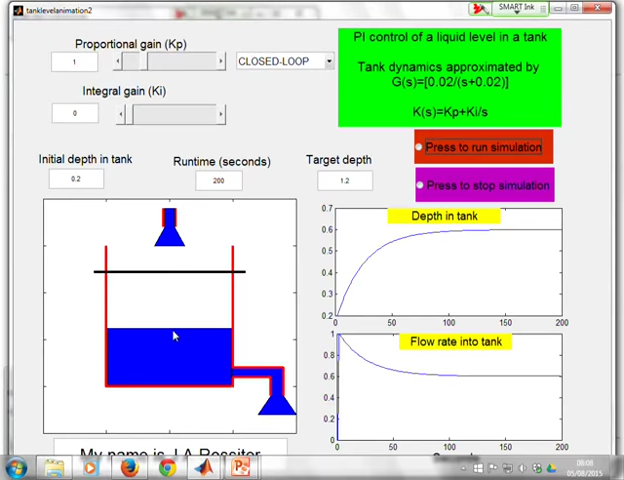 tanklevelanimation2
SMART Ink
Proportional gain (Kp)
1
CLOSED-LOOP
Integral gain (Ki)
0
PI control of a liquid level in a tank
Tank dynamics approximated by
G(s)=[0.02/(s+0.02)]
K(s)=Kp+Ki/s
Press to run simulation
Press to stop simulation
Initial depth in tank
0.2
Runtime (seconds)
200
Target depth
1.2
Depth in tank
0.7
0.6
0.5
0.4
0.3
0.2
0
50
100
150
200
Flow rate into tank
1
0.8
0.6
0.4
0.2
0
0
50
100
150
200
My name is J A Rossiter
Seconds
08:08
05/08/2015